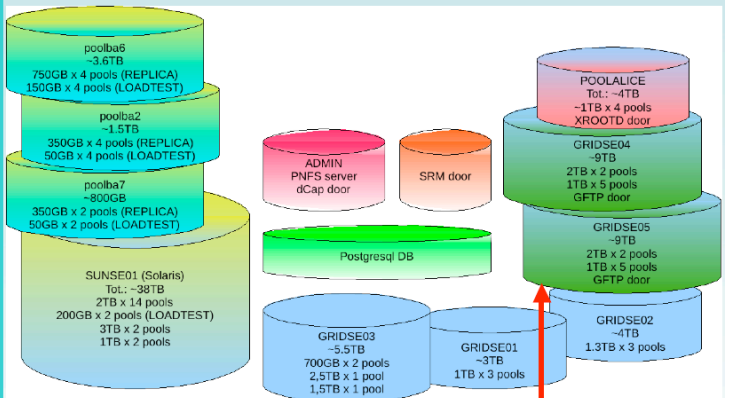 poolba6
~3.6TB
750GB x 4 pools (REPLICA)
150GB x 4 pools (LOADTEST)
poolba2
~1.5TB
350GB x 4 pools (REPLICA)
50GB x 4 pools (LOADTEST)
poolba7
~800GB
350GB x 2 pools (REPLICA)
50GB x 2 pools (LOADTEST)
SUNSE01 (Solaris)
Tot.: ~38TB
2TB x 14 pools
200GB x 2 pools (LOADTEST)
3TB x 2 pools
1TB x 2 pools
ADMIN
PNFS server
dCap door
SRM door
Postgresql DB
GRIDSE03
~5.5TB
700GB x 2 pools
2,5TB x 1 pool
1,5TB x 1 pool
GRIDSE01
~3TB
1TB x 3 pools
POOLALICE
Tot.: ~4TB
~1TB x 4 pools
XROOTD door
GRIDSE04
~9TB
2TB x 2 pools
1TB x 5 pools
GFTP door
GRIDSE05
~9TB
2TB x 2 pools
1TB x 5 pools
GFTP door
GRIDSE02
~4TB
1.3TB x 3 pools